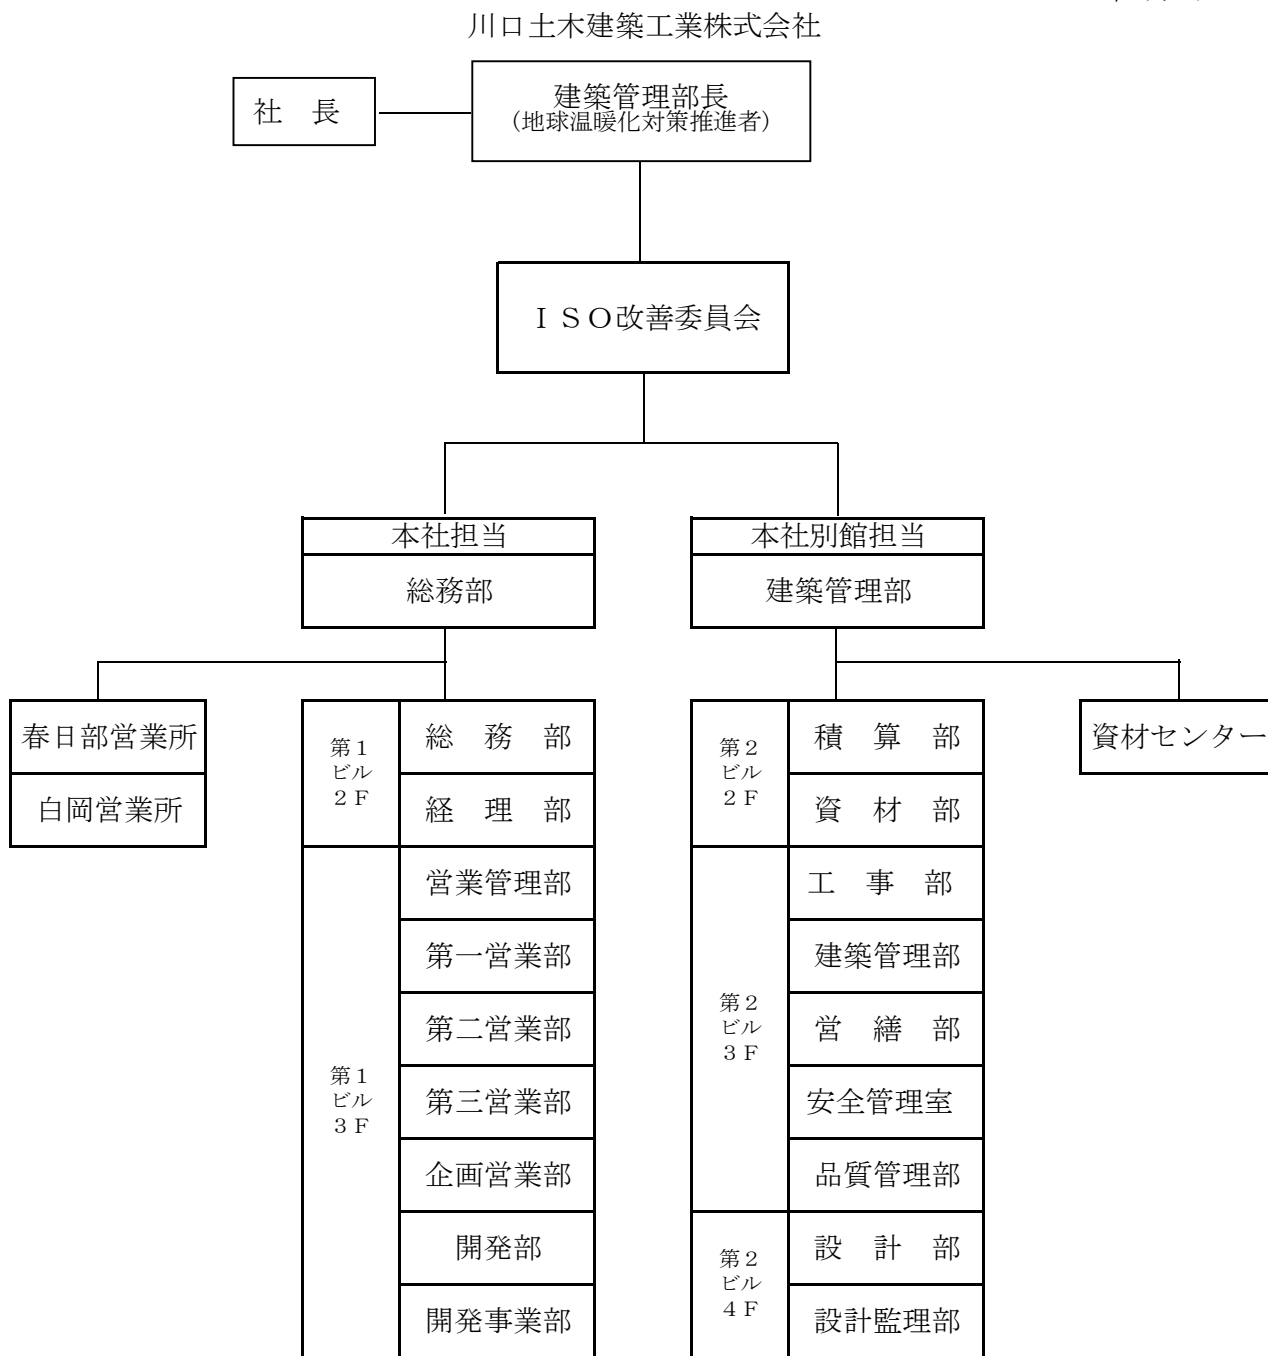 川口土木建築工業株式会社
社　長
建築管理部長
（地球温暖化対策推進者）
ＩＳＯ改善委員会
本社担当
総務部
本社別館担当
建築管理部
春日部営業所
白岡営業所
第１
ビル
２Ｆ
総　務　部
経　理　部
第１
ビル
３Ｆ
営業管理部
第一営業部
第二営業部
第三営業部
企画営業部
開発部
開発事業部
第２
ビル
２Ｆ
積　算　部
資　材　部
第２
ビル
３Ｆ
工　事　部
建築管理部
営　繕　部
安全管理室
品質管理部
第２
ビル
４Ｆ
設　計　部
設計監理部
資材センター